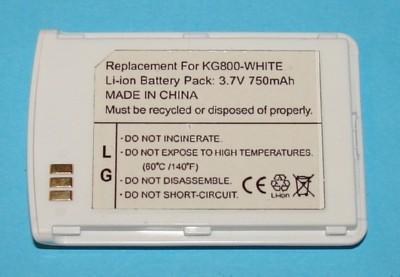 Replacement For KG800-WHITE
Li-ion Battery Pack: 3.7V 750mAh
MADE IN CHINA
Must be recycled or disposed of properly.
L G
- DO NOT INCINERATE.
- DO NOT EXPOSE TO HIGH TEMPERATURES.
(60°C /140°F)
- DO NOT DISASSEMBLE.
- DO NOT SHORT-CIRCUIT.
CE
Li-ion